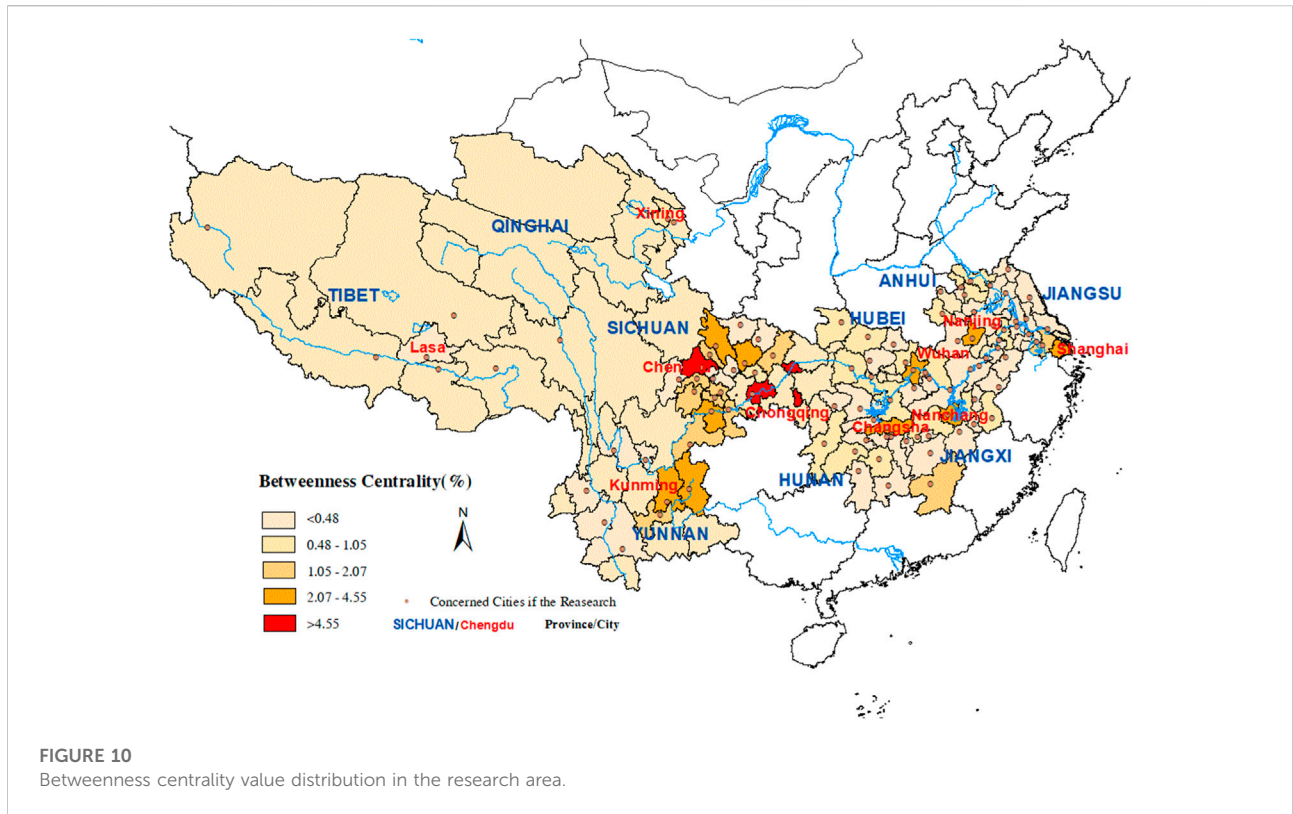 Xining
QINGHAI
ANHUI
TIBET
JIANGSU
SICHUAN
HUBEI
Nanjing
Lasa
Wuhan
Shanghai
Chongqing
Nanchang
Changsha
JIANGXI
HUNAN
Kunming
YUNNAN
Betweenness Centrality(%)
N
<0.48
0.48 - 1.05
1.05 - 2.07
2.07 - 4.55
>4.55
Concerned Cities if the Reasearch
SICHUAN/Chengdu Province/City
FIGURE 10
Betweenness centrality value distribution in the research area.